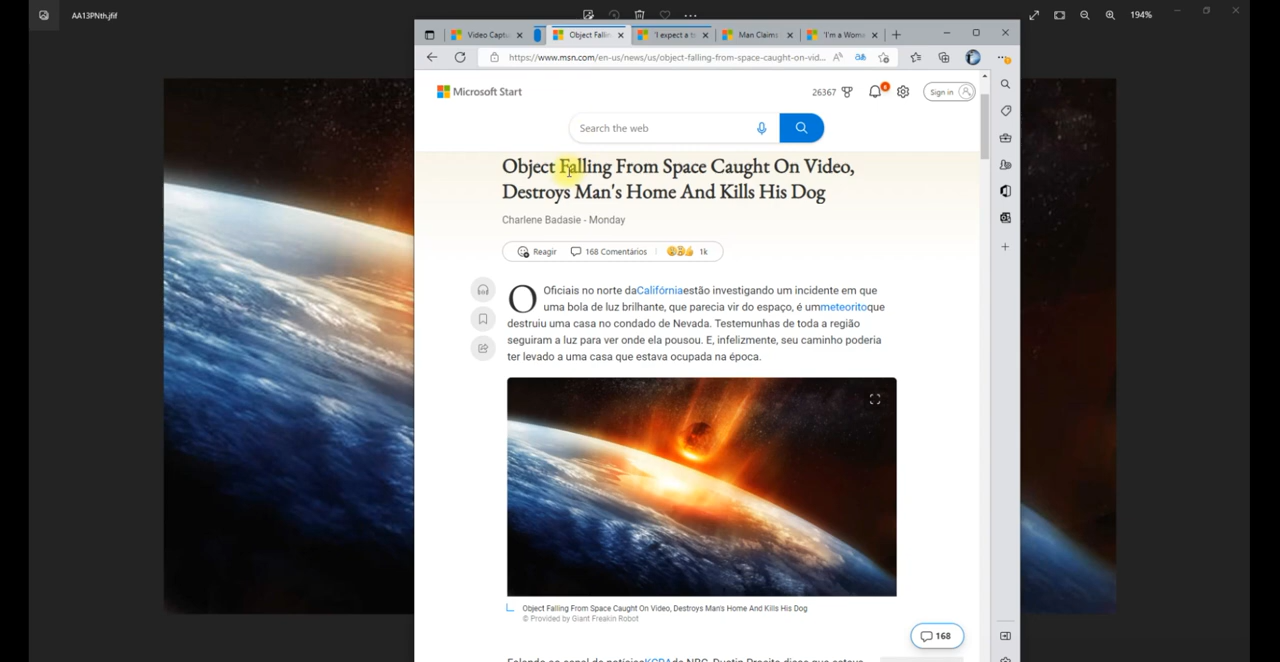 AA13PNth.jfif
194%
Video Captu
Object Fallin
'I expect a t
Man Claims
'I'm a Wom
https://www.msn.com/en-us/news/us/object-falling-from-space-caught-on-vid...
Microsoft Start
26367
Sign in
Search the web
Object Falling From Space Caught On Video,
Destroys Man's Home And Kills His Dog
Charlene Badasie - Monday
Reagir
168 Comentários
1k
O Oficiais no norte daCalifórniaestão investigando um incidente em que
uma bola de luz brilhante, que parecia vir do espaço, é ummeteoritoque
destruiu uma casa no condado de Nevada. Testemunhas de toda a região
seguiram a luz para ver onde ela pousou. E, infelizmente, seu caminho poderia
ter levado a uma casa que estava ocupada na época.
Object Falling From Space Caught On Video, Destroys Man's Home And Kills His Dog
© Provided by Giant Freakin Robot
168